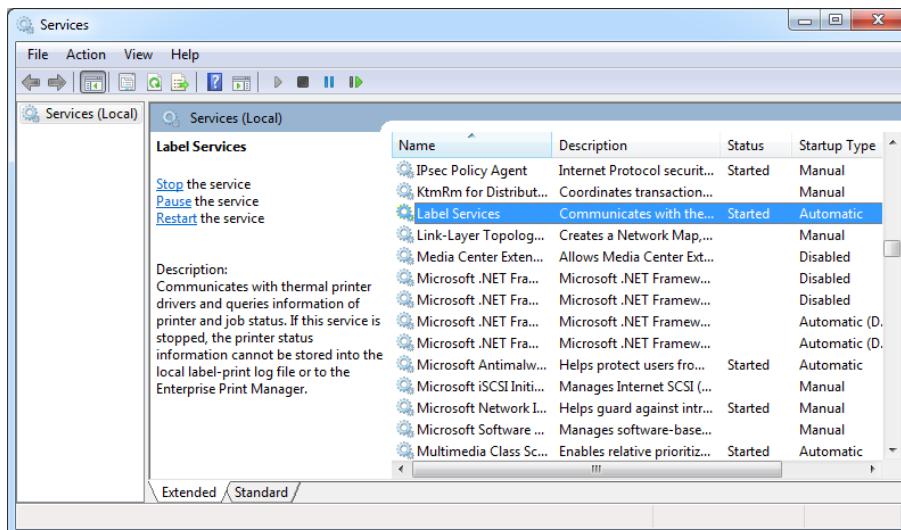 Services
File Action View Help
Services (Local)
Services (Local)
Label Services
Stop the service
Pause the service
Restart the service
Description:
Communicates with thermal printer
drivers and queries information of
printer and job status. If this service is
stopped, the printer status
information cannot be stored into the
local label-print log file or to the
Enterprise Print Manager.
Name Description Status Startup Type
IPsec Policy Agent Internet Protocol securit... Started Manual
KtmRm for Distribut... Coordinates transaction... Manual
Label Services Communicates with the... Started Automatic
Link-Layer Topolog... Creates a Network Map,... Manual
Media Center Exten... Allows Media Center Ext... Disabled
Microsoft .NET Fra... Microsoft .NET Framew... Disabled
Microsoft .NET Fra... Microsoft .NET Framew... Disabled
Microsoft .NET Fra... Microsoft .NET Framew... Automatic (D.
Microsoft .NET Fra... Microsoft .NET Framew... Automatic (D.
Microsoft Antimalw... Helps protect users fro... Started Automatic
Microsoft iSCSI Initi... Manages Internet SCSI (... Manual
Microsoft Network I... Helps guard against intr... Started Manual
Microsoft Software ... Manages software-base... Manual
Multimedia Class Sc... Enables relative prioritiz... Started Automatic
Extended Standard